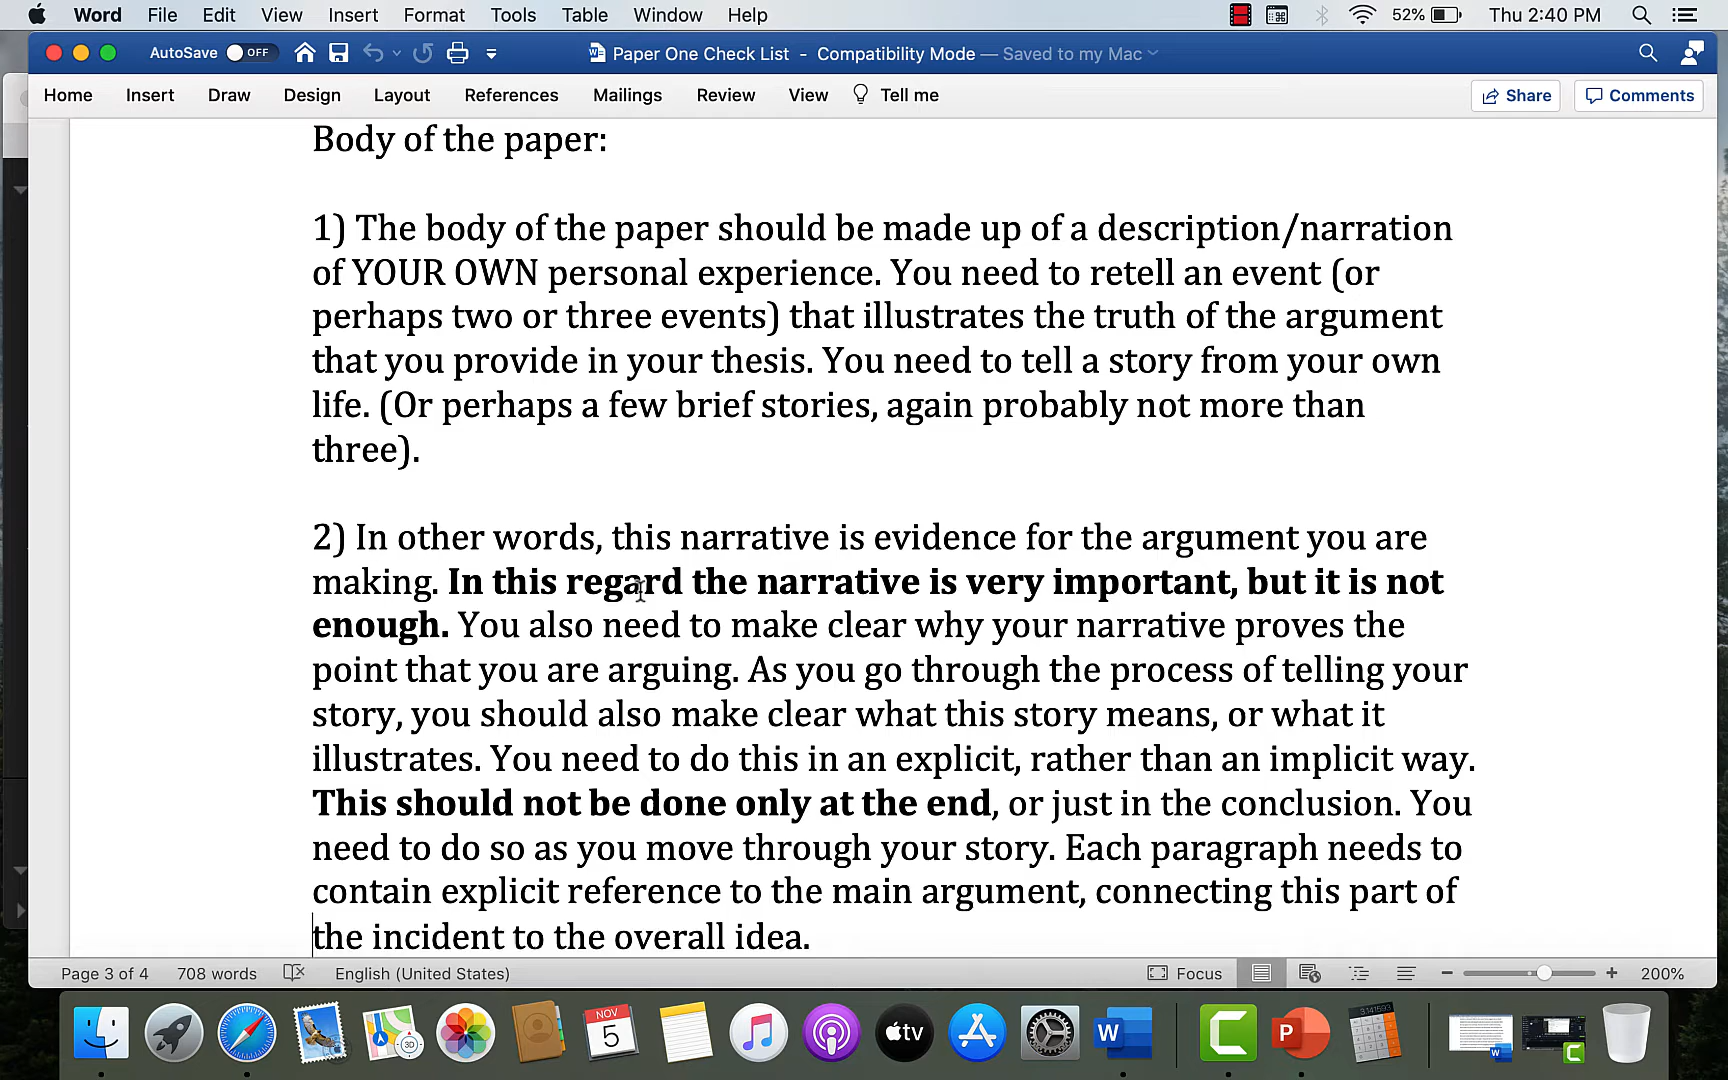 Word File Edit View Insert Format Tools Table Window Help 52% Thu 2:40 PM
AutoSave OFF Paper One Check List - Compatibility Mode — Saved to my Mac
Home Insert Draw Design Layout References Mailings Review View Tell me Share Comments
Body of the paper:
1) The body of the paper should be made up of a description/narration
of YOUR OWN personal experience. You need to retell an event (or
perhaps two or three events) that illustrates the truth of the argument
that you provide in your thesis. You need to tell a story from your own
life. (Or perhaps a few brief stories, again probably not more than
three).
2) In other words, this narrative is evidence for the argument you are
making. In this regard the narrative is very important, but it is not
enough. You also need to make clear why your narrative proves the
point that you are arguing. As you go through the process of telling your
story, you should also make clear what this story means, or what it
illustrates. You need to do this in an explicit, rather than an implicit way.
This should not be done only at the end, or just in the conclusion. You
need to do so as you move through your story. Each paragraph needs to
contain explicit reference to the main argument, connecting this part of
the incident to the overall idea.
Page 3 of 4 708 words English (United States) Focus 200%
3D NOV 5 tv W C P 3.141593 W C